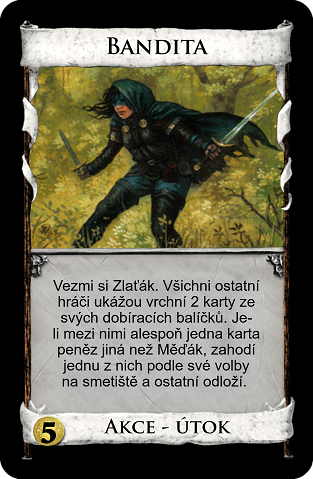 Bandita
Vezmi si Zlaťák. Všichni ostatní
hráči ukážou vrchní 2 karty ze
svých dobíracích balíčků. Je-
li mezi nimi alespoň jedna karta
peněz jiná než Měďák, zahodí
jednu z nich podle své volby
na smetiště a ostatní odloží.
5
Akce - útok